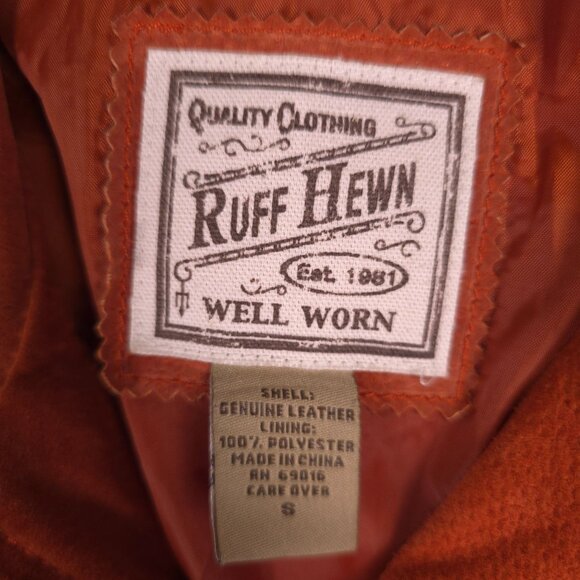 QUALITY CLOTHING
RUFF HEWN
Est. 1981
WELL WORN
SHELL:
GENUINE LEATHER
LINING:
100% POLYESTER
MADE IN CHINA
RN 69016
CARE OVER
S